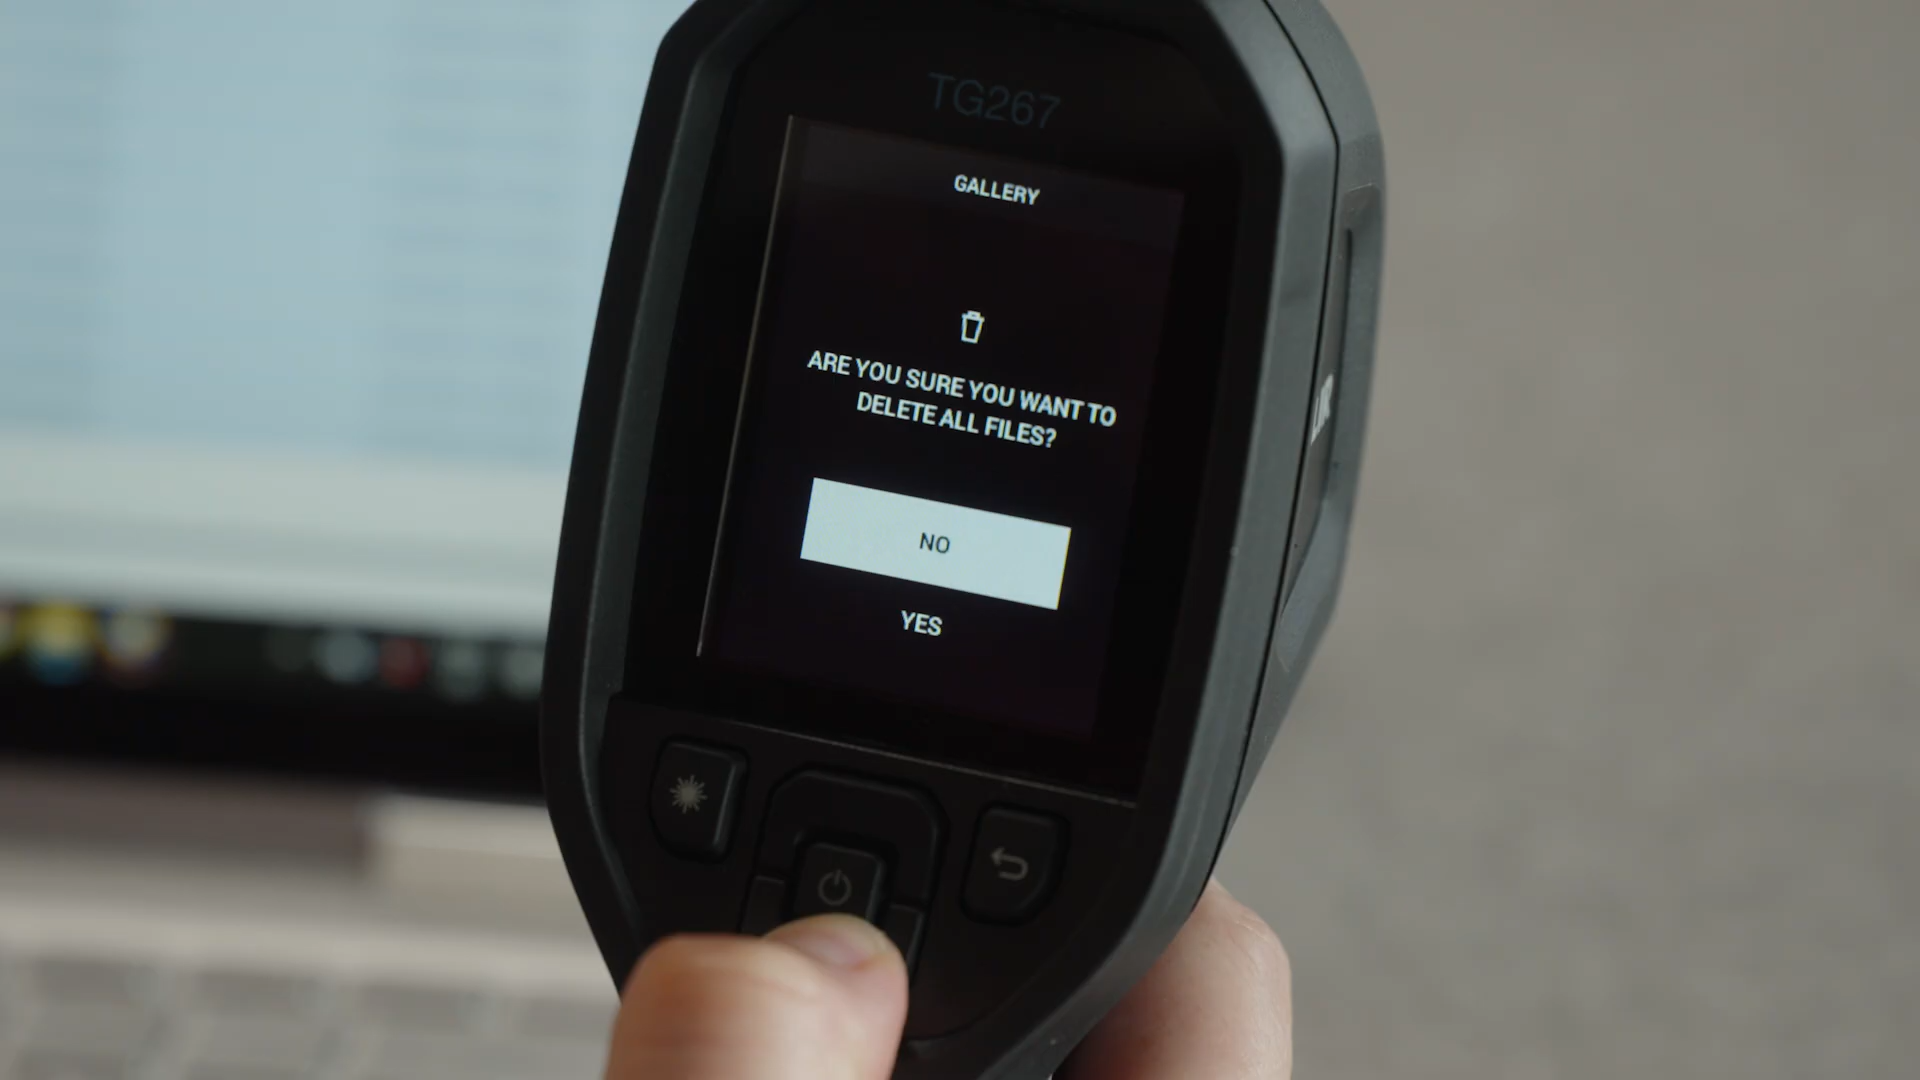 TG267
GALLERY
ARE YOU SURE YOU WANT TO
DELETE ALL FILES?
NO
YES